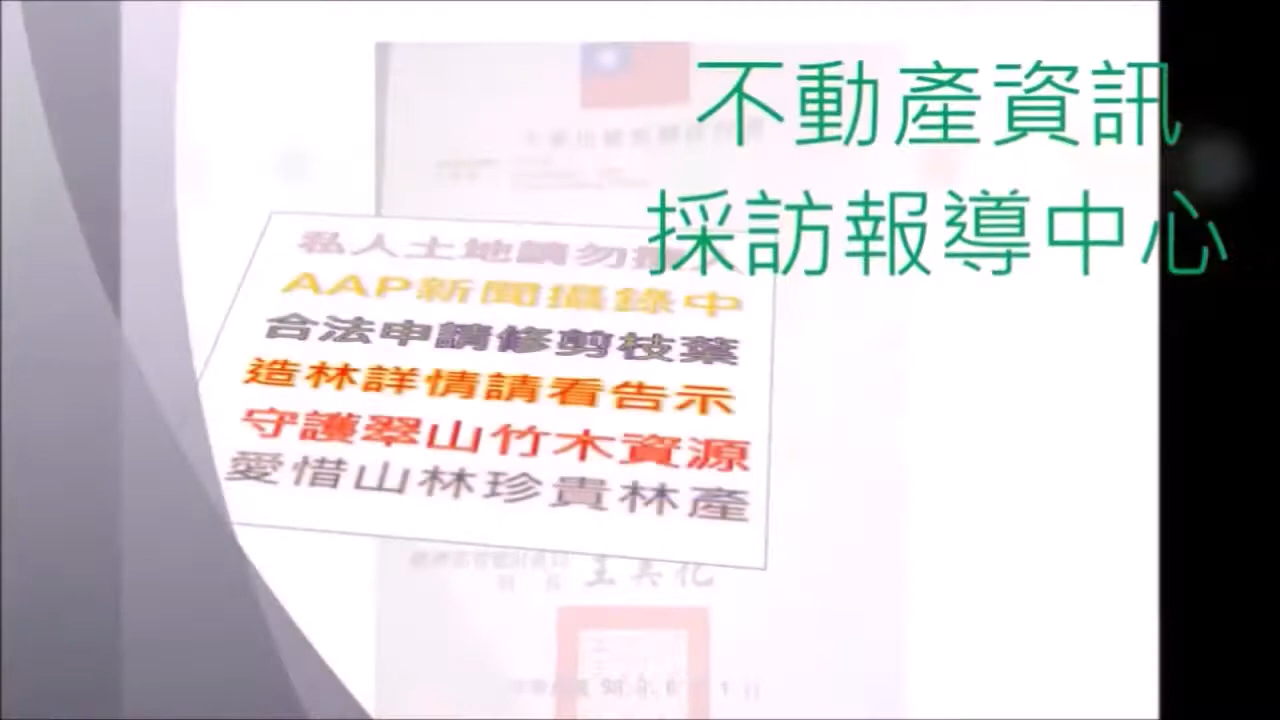 不動產資訊
採訪報導中心
私人土地請勿
AAP新聞攝錄中
合法申請修剪枝葉
造林詳情請看告示
守護翠山竹木資源
愛惜山林珍貴林產